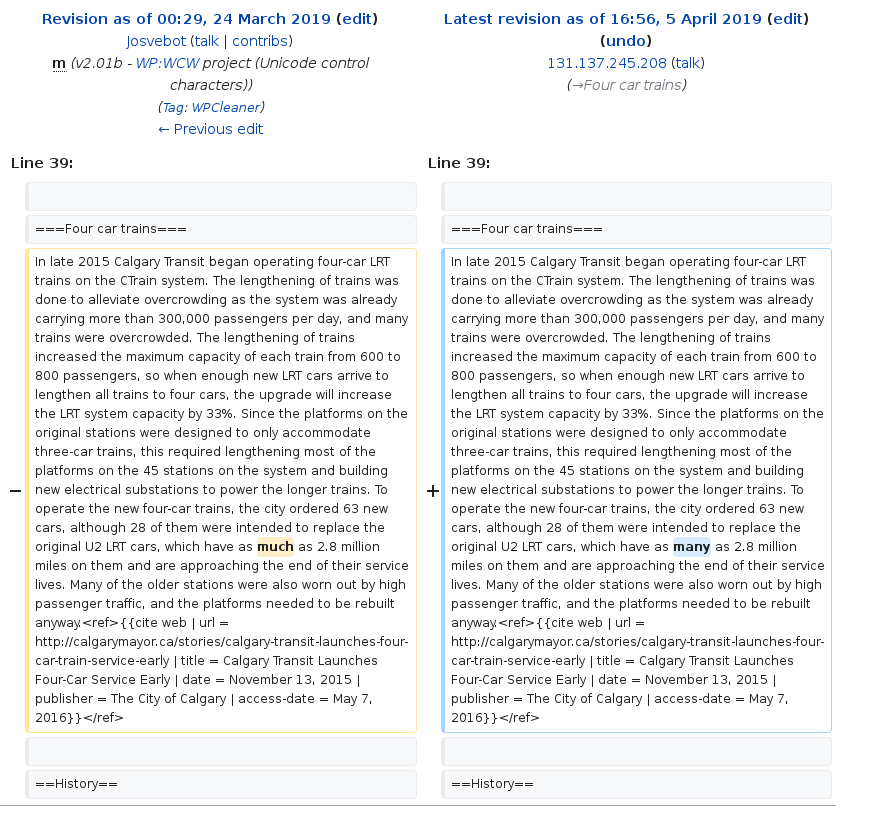 Revision as of 00:29, 24 March 2019 (edit)
Josvebot (talk | contribs)
m (v2.01b - WP:WCW project (Unicode control
characters))
(Tag: WPCleaner)
← Previous edit
Latest revision as of 16:56, 5 April 2019 (edit)
(undo)
131.137.245.208 (talk)
(→Four car trains)
Line 39:
Line 39:
===Four car trains===
===Four car trains===
−
In late 2015 Calgary Transit began operating four-car LRT
trains on the CTrain system. The lengthening of trains was
done to alleviate overcrowding as the system was already
carrying more than 300,000 passengers per day, and many
trains were overcrowded. The lengthening of trains
increased the maximum capacity of each train from 600 to
800 passengers, so when enough new LRT cars arrive to
lengthen all trains to four cars, the upgrade will increase
the LRT system capacity by 33%. Since the platforms on the
original stations were designed to only accommodate
three-car trains, this required lengthening most of the
platforms on the 45 stations on the system and building
new electrical substations to power the longer trains. To
operate the new four-car trains, the city ordered 63 new
cars, although 28 of them were intended to replace the
original U2 LRT cars, which have as much as 2.8 million
miles on them and are approaching the end of their service
lives. Many of the older stations were also worn out by high
passenger traffic, and the platforms needed to be rebuilt
anyway.<ref>{{cite web | url =
http://calgarymayor.ca/stories/calgary-transit-launches-four-
car-train-service-early | title = Calgary Transit Launches
Four-Car Service Early | date = November 13, 2015 |
publisher = The City of Calgary | access-date = May 7,
2016}}</ref>
+
In late 2015 Calgary Transit began operating four-car LRT
trains on the CTrain system. The lengthening of trains was
done to alleviate overcrowding as the system was already
carrying more than 300,000 passengers per day, and many
trains were overcrowded. The lengthening of trains
increased the maximum capacity of each train from 600 to
800 passengers, so when enough new LRT cars arrive to
lengthen all trains to four cars, the upgrade will increase
the LRT system capacity by 33%. Since the platforms on the
original stations were designed to only accommodate
three-car trains, this required lengthening most of the
platforms on the 45 stations on the system and building
new electrical substations to power the longer trains. To
operate the new four-car trains, the city ordered 63 new
cars, although 28 of them were intended to replace the
original U2 LRT cars, which have as many as 2.8 million
miles on them and are approaching the end of their service
lives. Many of the older stations were also worn out by high
passenger traffic, and the platforms needed to be rebuilt
anyway.<ref>{{cite web | url =
http://calgarymayor.ca/stories/calgary-transit-launches-four-
car-train-service-early | title = Calgary Transit Launches
Four-Car Service Early | date = November 13, 2015 |
publisher = The City of Calgary | access-date = May 7,
2016}}</ref>
==History==
==History==